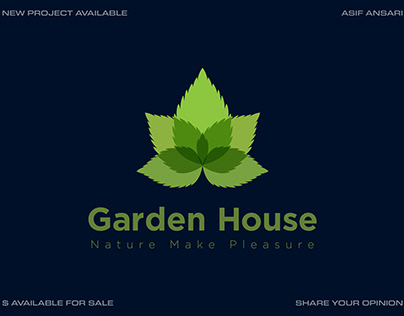 NEW PROJECT AVAILABLE
ASIF ANSARI
Garden House
Nature Make Pleasure
S AVAILABLE FOR SALE
SHARE YOUR OPINION